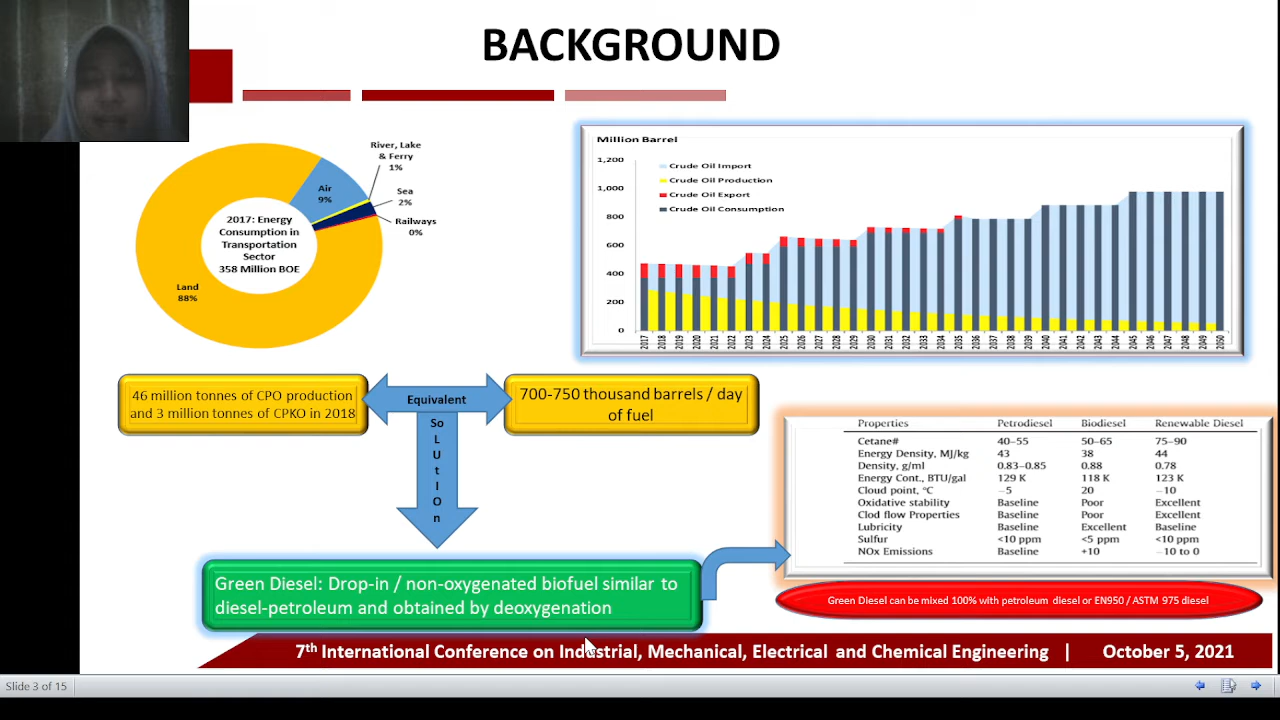 BACKGROUND
River, Lake
& Ferry
1%
Air
9%
Sea
2%
Railways
0%
2017: Energy
Consumption in
Transportation
Sector
358 Million BOE
Land
88%
Million Barrel
1,200
1,000
800
600
400
200
0
Crude Oil Import
Crude Oil Production
Crude Oil Export
Crude Oil Consumption
2017 2018 2019 2020 2021 2022 2023 2024 2025 2026 2027 2028 2029 2030 2031 2032 2033 2034 2035 2036 2037 2038 2039 2040 2041 2042 2043 2044 2045 2046 2047 2048 2049 2050
46 million tonnes of CPO production
and 3 million tonnes of CPKO in 2018
Equivalent
700-750 thousand barrels / day
of fuel
So
L
U
t
I
O
n
Green Diesel: Drop-in / non-oxygenated biofuel similar to
diesel-petroleum and obtained by deoxygenation
Properties Petrodiesel Biodiesel Renewable Diesel
Cetane# 40–55 50–65 75–90
Energy Density, MJ/kg 43 38 44
Density, g/ml 0.83–0.85 0.88 0.78
Energy Cont., BTU/gal 129 K 118 K 123 K
Cloud point, °C −5 20 −10
Oxidative stability Baseline Poor Excellent
Clod flow Properties Baseline Poor Excellent
Lubricity Baseline Excellent Baseline
Sulfur <10 ppm <5 ppm <10 ppm
NOx Emissions Baseline +10 −10 to 0
Green Diesel can be mixed 100% with petroleum diesel or EN950 / ASTM 975 diesel
7th International Conference on Industrial, Mechanical, Electrical and Chemical Engineering | October 5, 2021
Slide 3 of 15